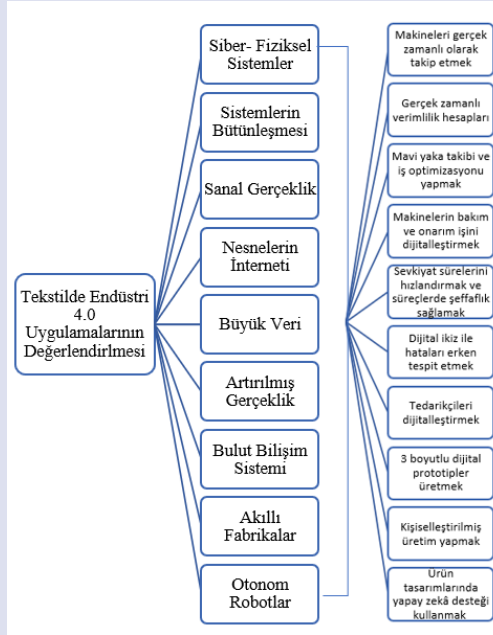 Tekstilde Endüstri
4.0
Uygulamalarının
Değerlendirilmesi
Siber- Fiziksel
Sistemler
Sistemlerin
Bütünleşmesi
Sanal Gerçeklik
Nesnelerin
İnterneti
Büyük Veri
Artırılmış
Gerçeklik
Bulut Bilişim
Sistemi
Akıllı
Fabrikalar
Otonom
Robotlar
Makineleri gerçek
zamanlı olarak
takip etmek
Gerçek zamanlı
verimlilik hesapları
Mavi yaka takibi ve
iş optimizasyonu
yapmak
Makinelerin bakım
ve onarım işini
dijitalleştirmek
Sevkiyat sürelerini
hızlandırmak ve
süreçlerde şeffaflık
sağlamak
Dijital ikiz ile
hataları erken
tespit etmek
Tedarikçileri
dijitalleştirmek
3 boyutlu dijital
prototipler
üretmek
Kişiselleştirilmiş
üretim yapmak
Ürün
tasarımlarında
yapay zekâ desteği
kullanmak